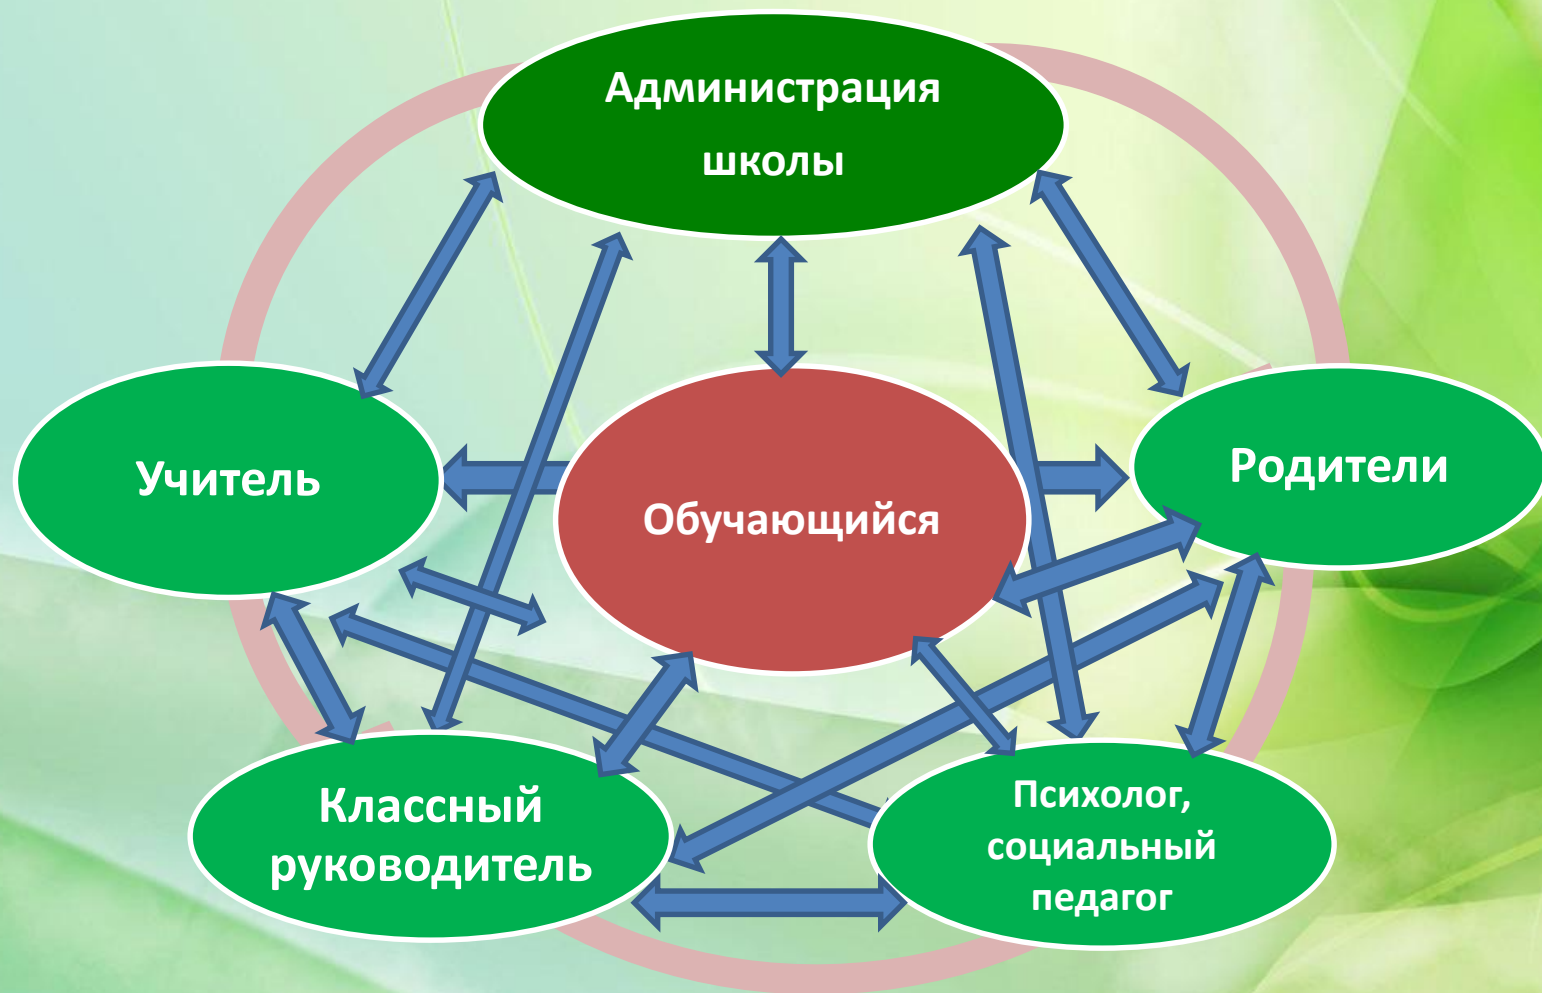 Администрация
школы
Учитель
Обучающийся
Родители
Классный
руководитель
Психолог,
социальный
педагог